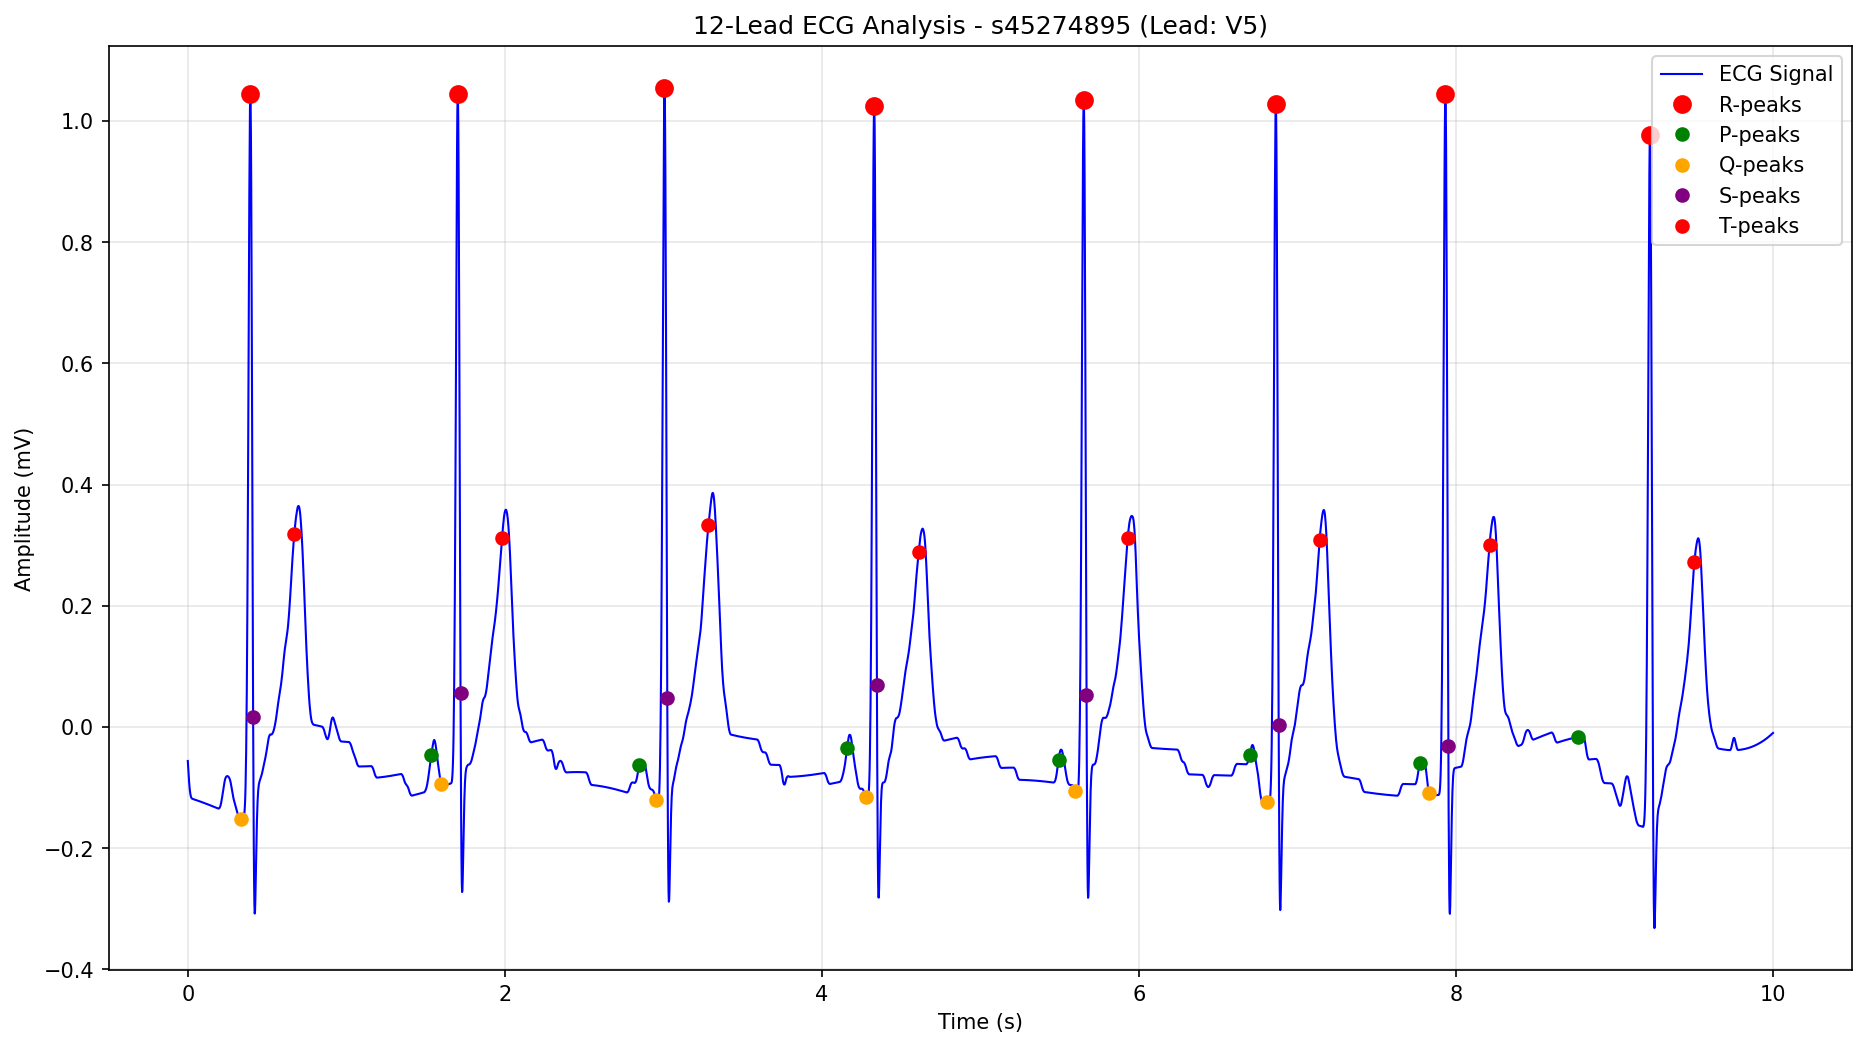 12-Lead ECG Analysis - s45274895 (Lead: V5)
ECG Signal
R-peaks
P-peaks
Q-peaks
S-peaks
T-peaks
Amplitude (mV)
1.0
0.8
0.6
0.4
0.2
0.0
−0.2
−0.4
0 2 4 6 8 10
Time (s)